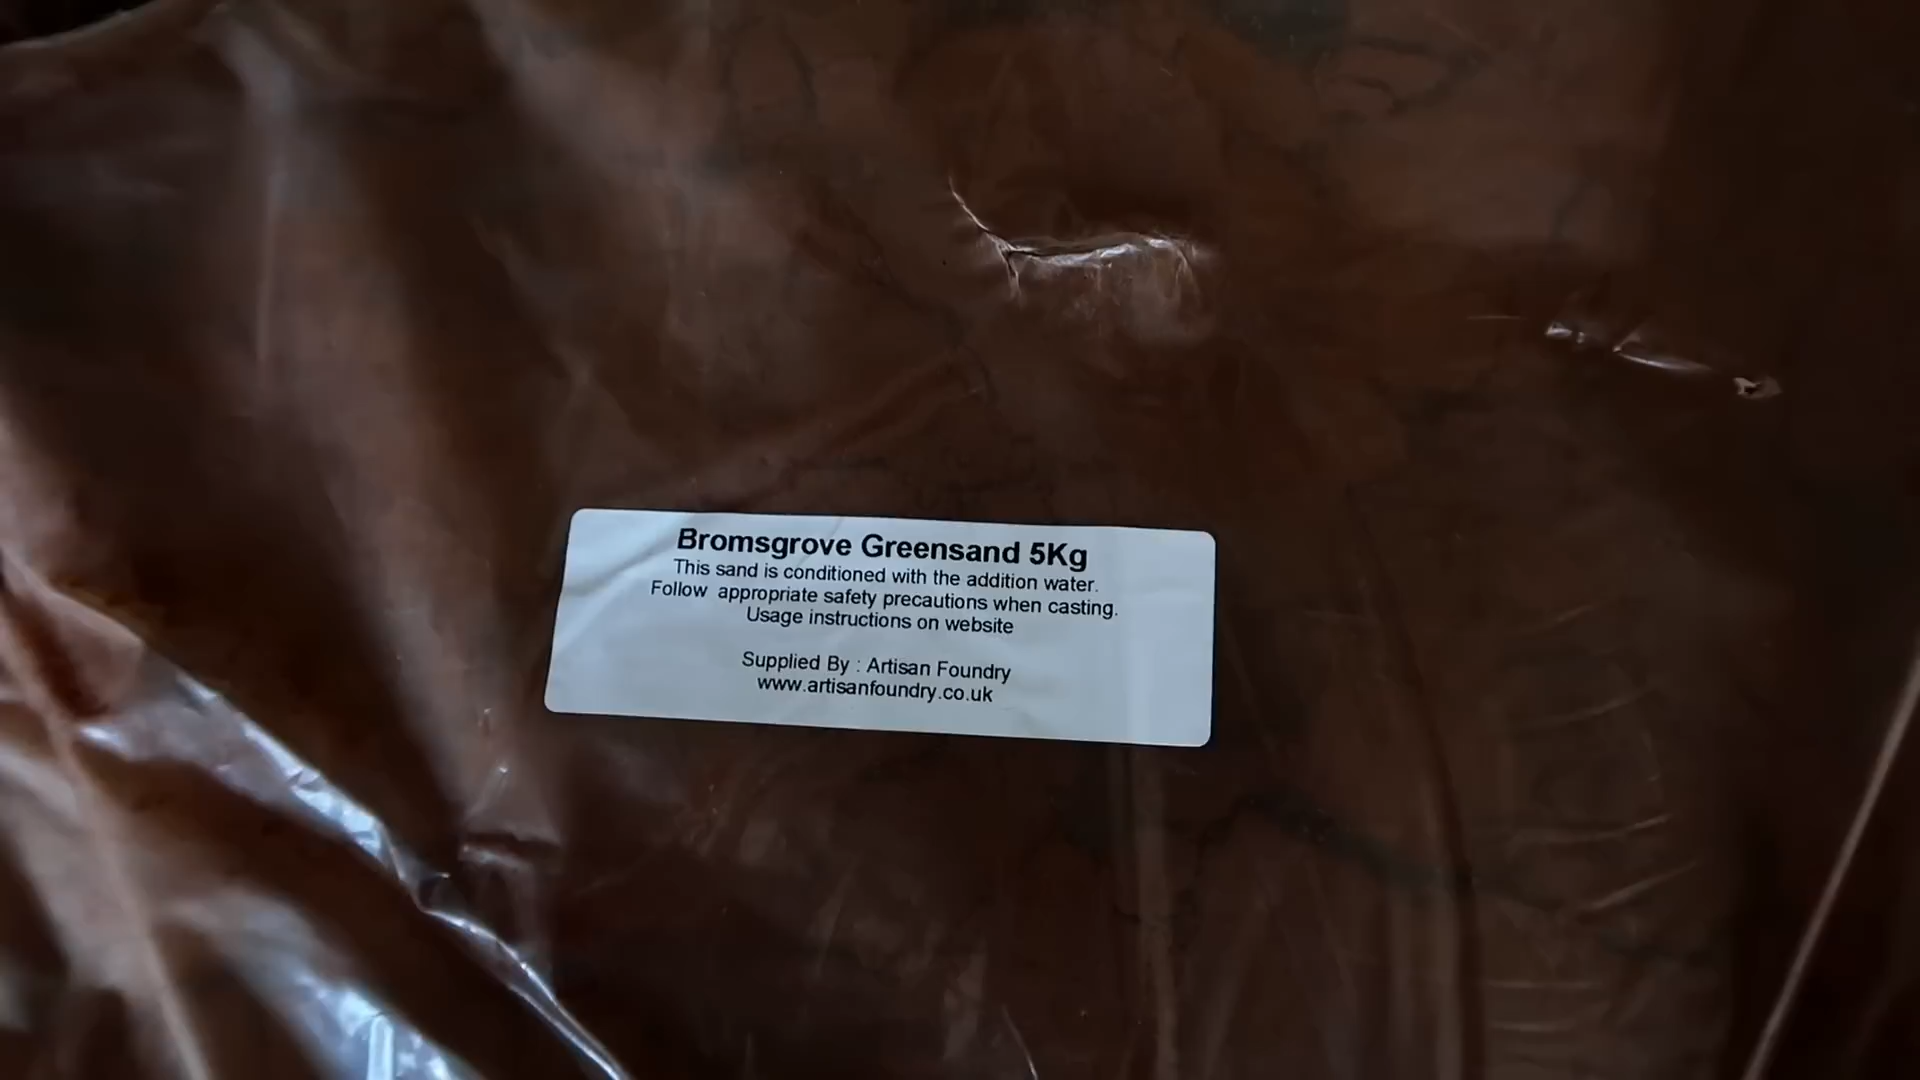 Bromsgrove Greensand 5Kg
This sand is conditioned with the addition water.
Follow appropriate safety precautions when casting.
Usage instructions on website
Supplied By : Artisan Foundry
www.artisanfoundry.co.uk